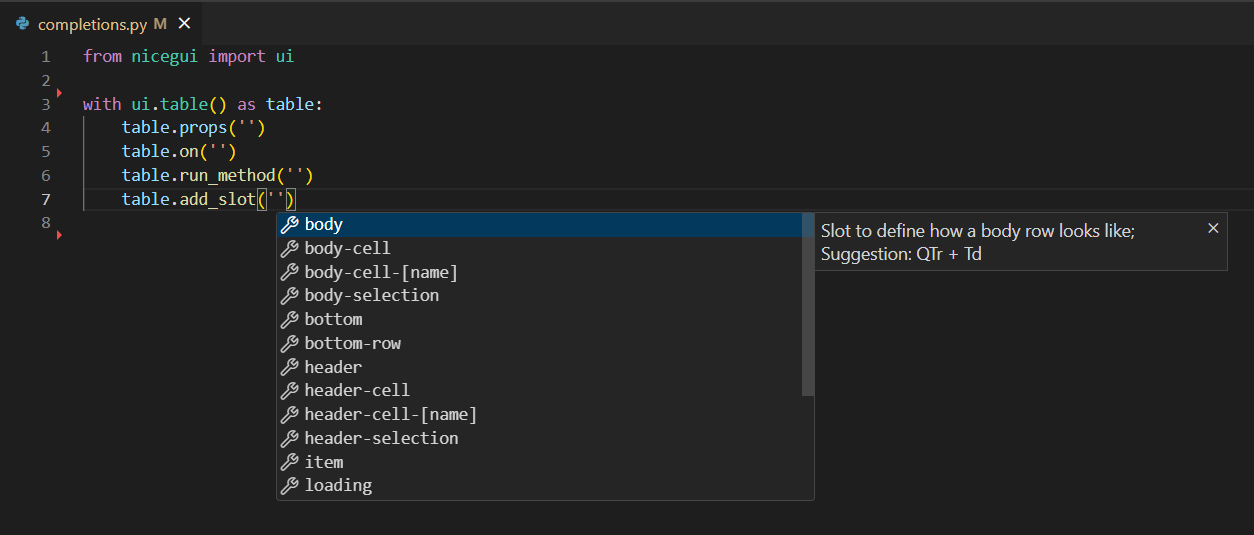 completions.py M ×
1 from nicegui import ui
2
3 with ui.table() as table:
4     table.props('')
5     table.on('')
6     table.run_method('')
7     table.add_slot('')
8
body
body-cell
body-cell-[name]
body-selection
bottom
bottom-row
header
header-cell
header-cell-[name]
header-selection
item
loading
Slot to define how a body row looks like; ×
Suggestion: QTr + Td